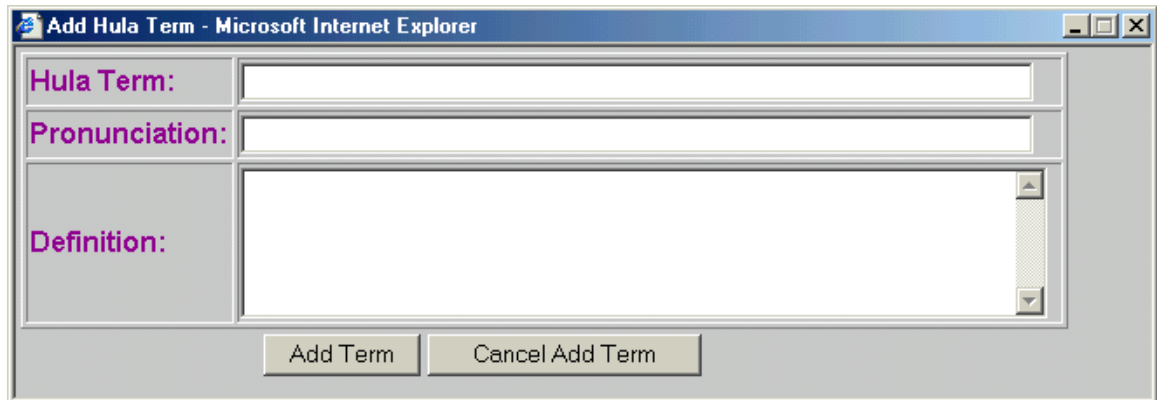 Add Hula Term - Microsoft Internet Explorer
Hula Term:
Pronunciation:
Definition:
Add Term Cancel Add Term